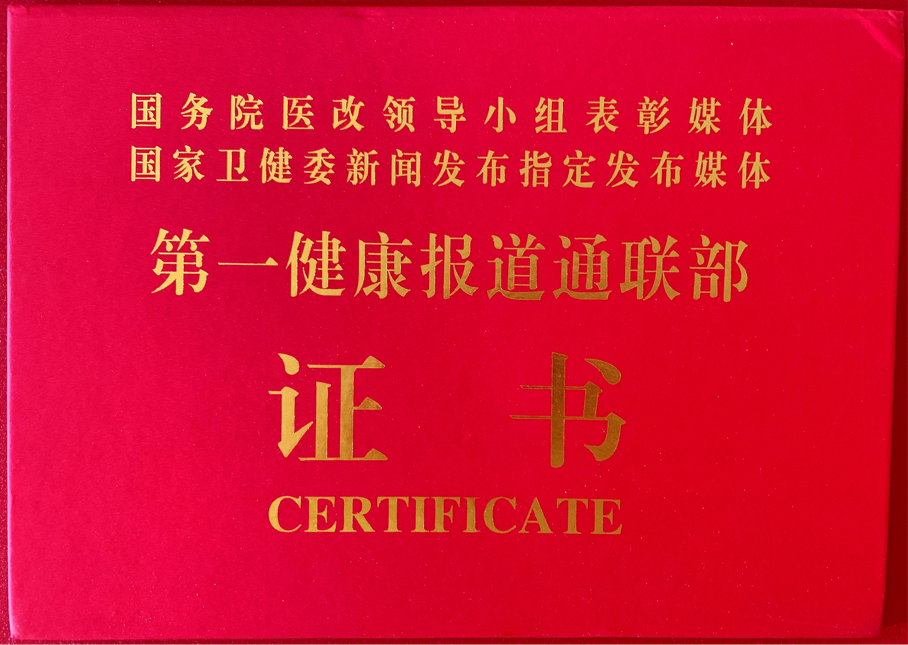 国务院医改领导小组表彰媒体
国家卫健委新闻发布指定发布媒体
第一健康报道通联部
证书
CERTIFICATE